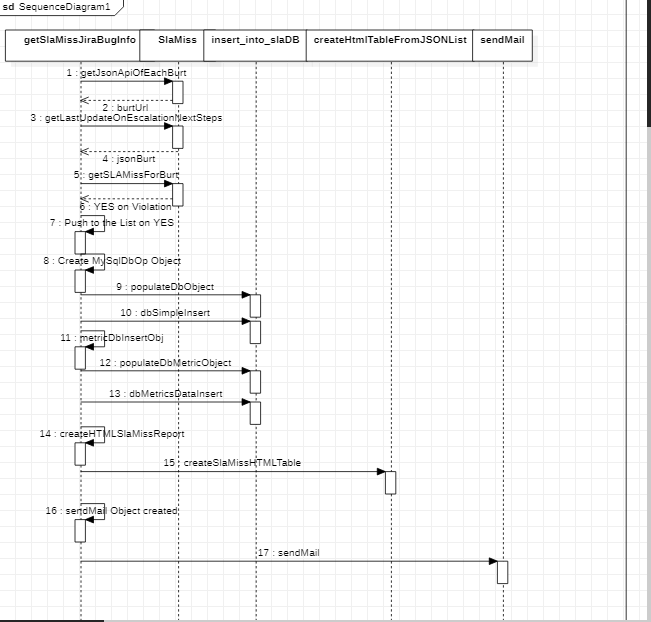 sd SequenceDiagram1
getSlaMissJiraBugInfo SlaMiss insert_into_slaDB createHtmlTableFromJSONList sendMail
1 : getJsonApiOfEachBurt
2 : burtUrl
3 : getLastUpdateOnEscalationNextSteps
4 : jsonBurt
5 : getSLAMissForBurt
6 : YES on Violation
7 : Push to the List on YES
8 : Create MySqlDbOp Object
9 : populateDbObject
10 : dbSimpleInsert
11 : metricDbInsertObj
12 : populateDbMetricObject
13 : dbMetricsDataInsert
14 : createHTMLSlaMissReport
15 : createSlaMissHTMLTable
16 : sendMail Object created
17 : sendMail